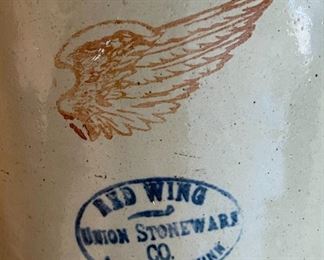 RED WING
UNION STONEWARE
CO.